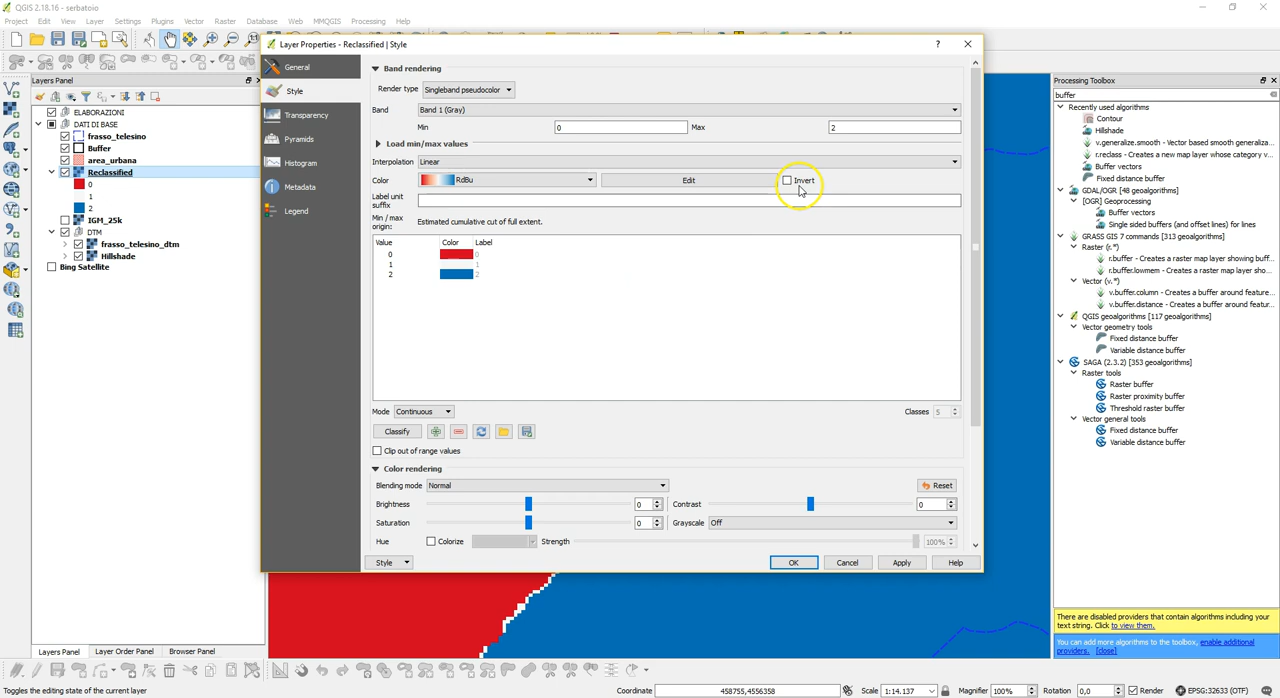 QGIS 2.18.16 - serbatoio
Project Edit View Layer Settings Plugins Vector Raster Database Web MMQGIS Processing Help
Layers Panel
ELABORAZIONI
DATI DI BASE
frasso_telesino
Buffer
area_urbana
Reclassified
0
1
2
IGM_25k
DTM
frasso_telesino_dtm
Hillshade
Bing Satellite
Layers Panel Layer Order Panel Browser Panel
Layer Properties - Reclassified | Style
?
General
Style
Transparency
Pyramids
Histogram
Metadata
Legend
Band rendering
Render type Singleband pseudocolor
Band Band 1 (Gray)
Min 0 Max 2
Load min/max values
Interpolation Linear
Color RdBu Edit Invert
Label unit suffix
Min / max origin: Estimated cumulative cut of full extent.
Value Color Label
0 0
1 1
2 2
Mode Continuous Classes 5
Classify
Clip out of range values
Color rendering
Blending mode Normal Reset
Brightness 0 Contrast 0
Saturation 0 Grayscale Off
Hue Colorize Strength 100%
Style OK Cancel Apply Help
Processing Toolbox
buffer
Recently used algorithms
Contour
Hillshade
v.generalize.smooth - Vector based smooth generaliza...
r.reclass - Creates a new map layer whose category v...
Buffer vectors
Fixed distance buffer
GDAL/OGR [48 geoalgorithms]
[OGR] Geoprocessing
Buffer vectors
Single sided buffers (and offset lines) for lines
GRASS GIS 7 commands [313 geoalgorithms]
Raster (r.*)
r.buffer - Creates a raster map layer showing buff...
r.buffer.lowmem - Creates a raster map layer sho...
Vector (v.*)
v.buffer.column - Creates a buffer around feature...
v.buffer.distance - Creates a buffer around featur...
QGIS geoalgorithms [117 geoalgorithms]
Vector geometry tools
Fixed distance buffer
Variable distance buffer
SAGA (2.3.2) [353 geoalgorithms]
Raster tools
Raster buffer
Raster proximity buffer
Threshold raster buffer
Vector general tools
Fixed distance buffer
Variable distance buffer
There are disabled providers that contain algorithms including your
text string. Click to view them.
You can add more algorithms to the toolbox, enable additional
providers. [close]
Toggles the editing state of the current layer Coordinate 458755,4556358 Scale 1:14.137 Magnifier 100% Rotation 0,0 Render EPSG:32633 (OTF)